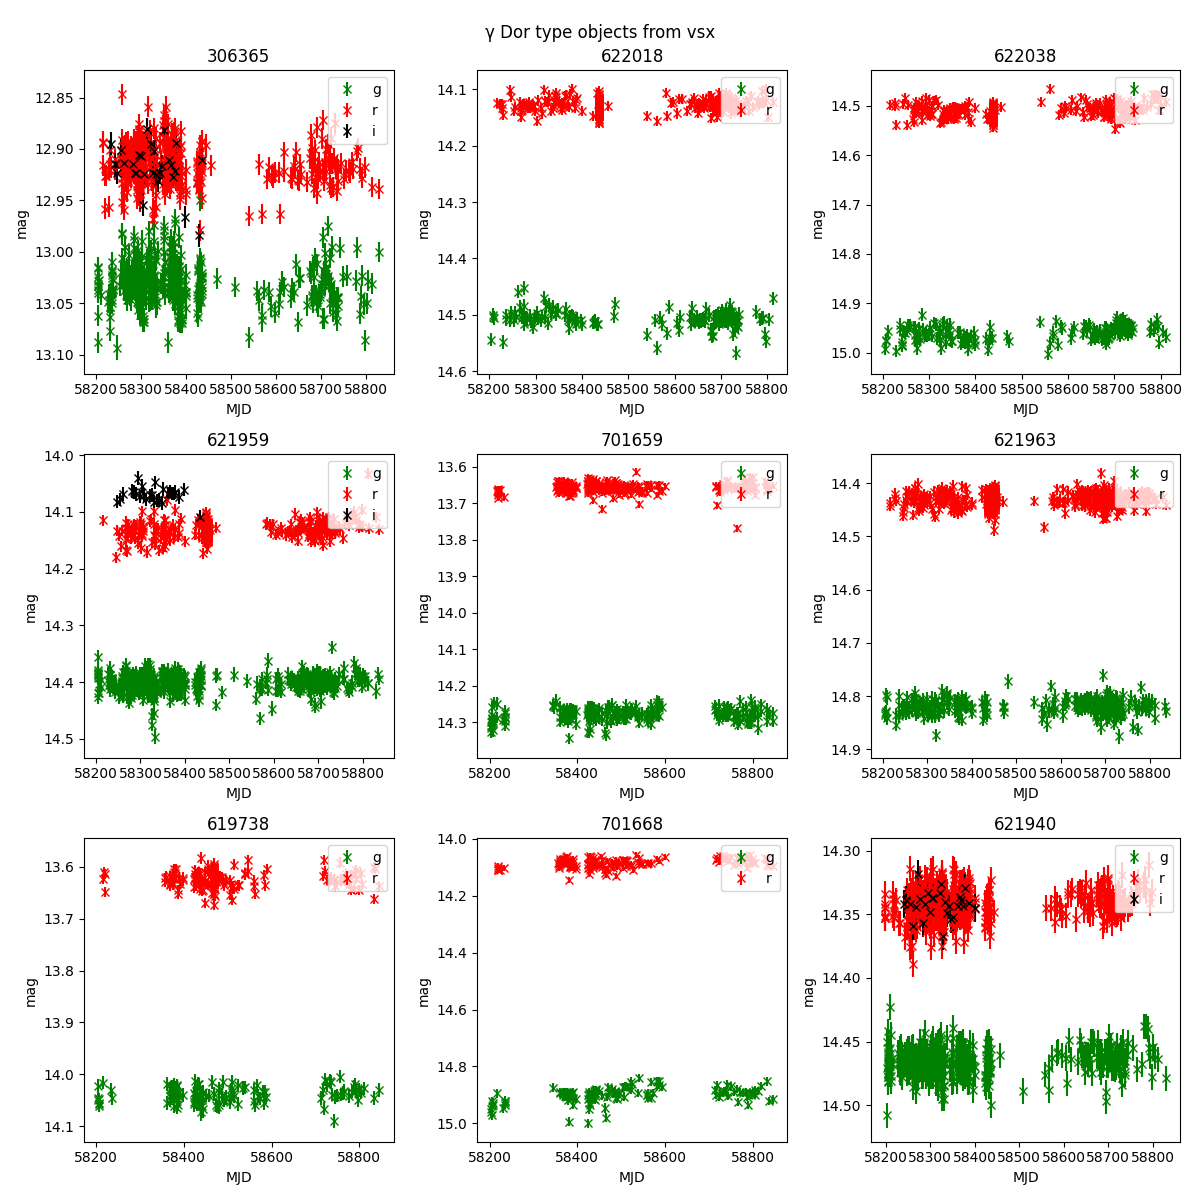 γ Dor type objects from vsx
306365
622018
622038
12.85
12.90
12.95
13.00
13.05
13.10
mag
g
r
i
58200 58300 58400 58500 58600 58700 58800
MJD
14.1
14.2
14.3
14.4
14.5
14.6
mag
g
r
58200 58300 58400 58500 58600 58700 58800
MJD
14.5
14.6
14.7
14.8
14.9
15.0
mag
g
r
58200 58300 58400 58500 58600 58700 58800
MJD
621959
701659
621963
14.0
14.1
14.2
14.3
14.4
14.5
mag
g
r
i
58200 58300 58400 58500 58600 58700 58800
MJD
13.6
13.7
13.8
13.9
14.0
14.1
14.2
14.3
mag
g
r
58200 58400 58600 58800
MJD
14.4
14.5
14.6
14.7
14.8
14.9
mag
g
r
58200 58300 58400 58500 58600 58700 58800
MJD
619738
701668
621940
13.6
13.7
13.8
13.9
14.0
14.1
mag
g
r
58200 58400 58600 58800
MJD
14.0
14.2
14.4
14.6
14.8
15.0
mag
g
r
58200 58400 58600 58800
MJD
14.30
14.35
14.40
14.45
14.50
mag
g
r
i
58200 58300 58400 58500 58600 58700 58800
MJD